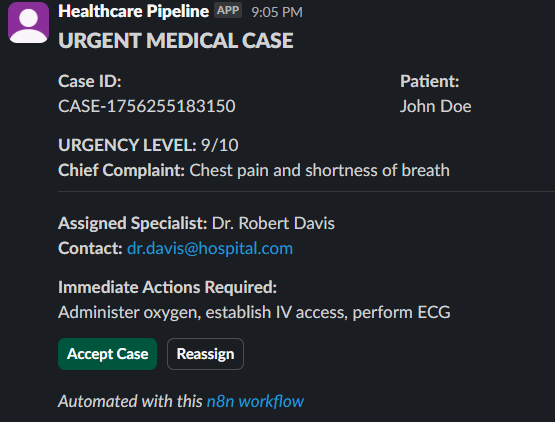 Healthcare Pipeline APP 9:05 PM
URGENT MEDICAL CASE
Case ID: Patient:
CASE-1756255183150 John Doe
URGENCY LEVEL: 9/10
Chief Complaint: Chest pain and shortness of breath
Assigned Specialist: Dr. Robert Davis
Contact: dr.davis@hospital.com
Immediate Actions Required:
Administer oxygen, establish IV access, perform ECG
Accept Case Reassign
Automated with this n8n workflow